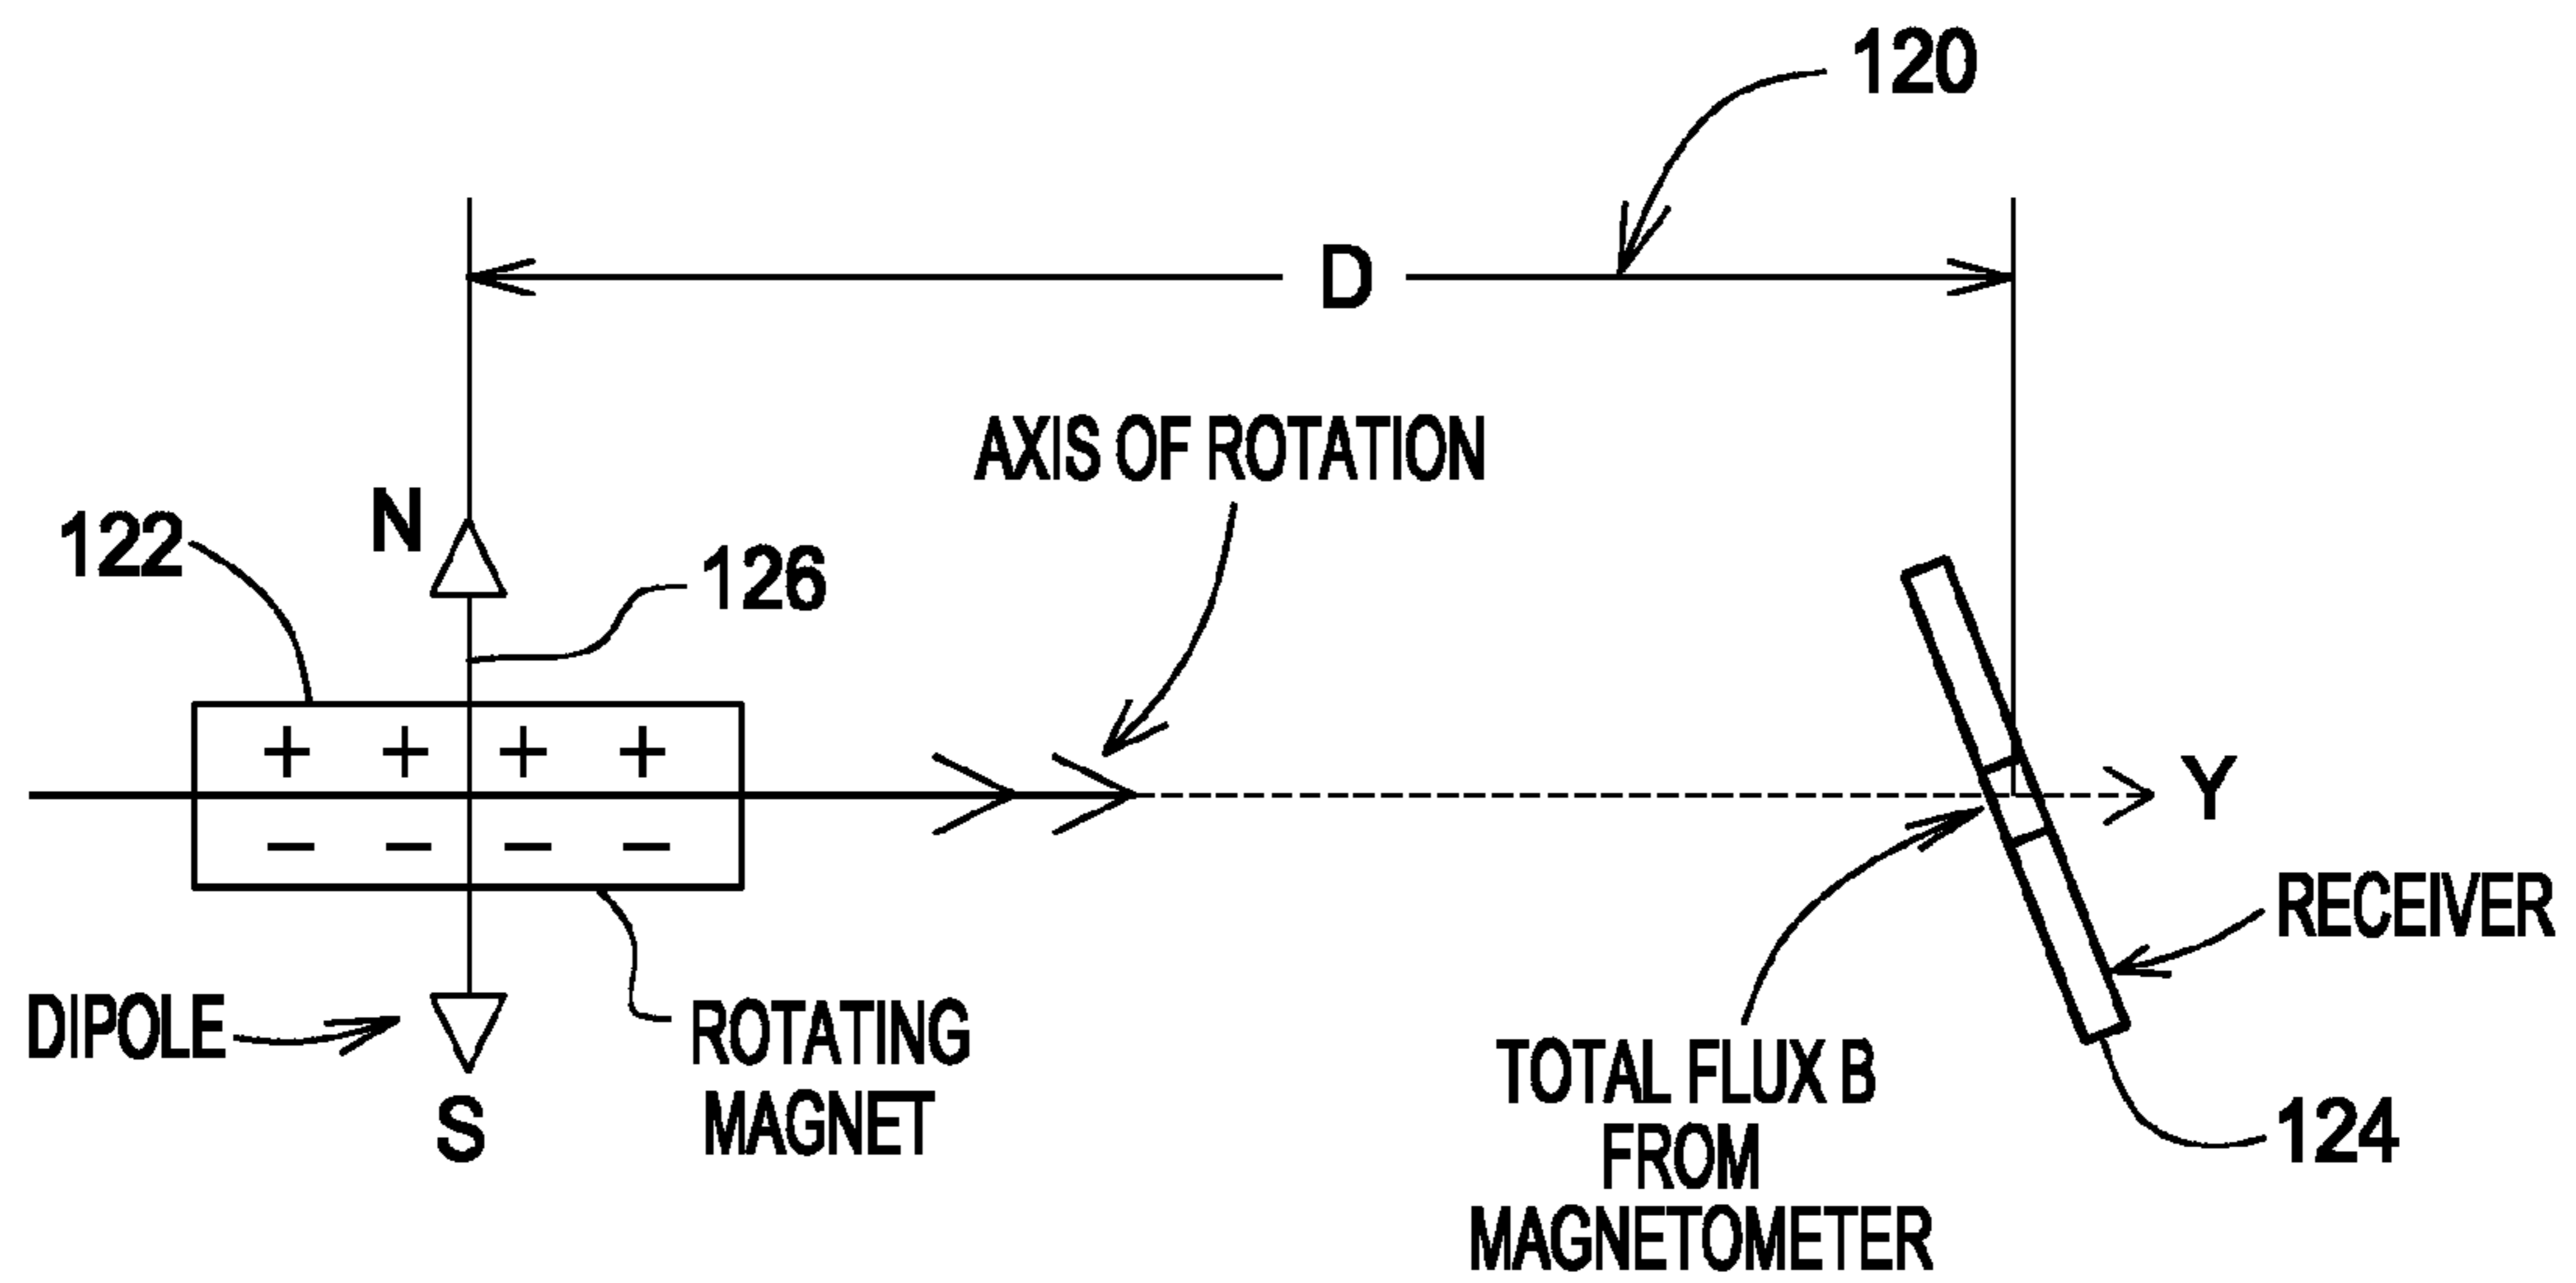 120
D
AXIS OF ROTATION
N
122
126
+ + + +
Y
− − − −
RECEIVER
DIPOLE
ROTATING
MAGNET
S
TOTAL FLUX B
FROM
MAGNETOMETER
124